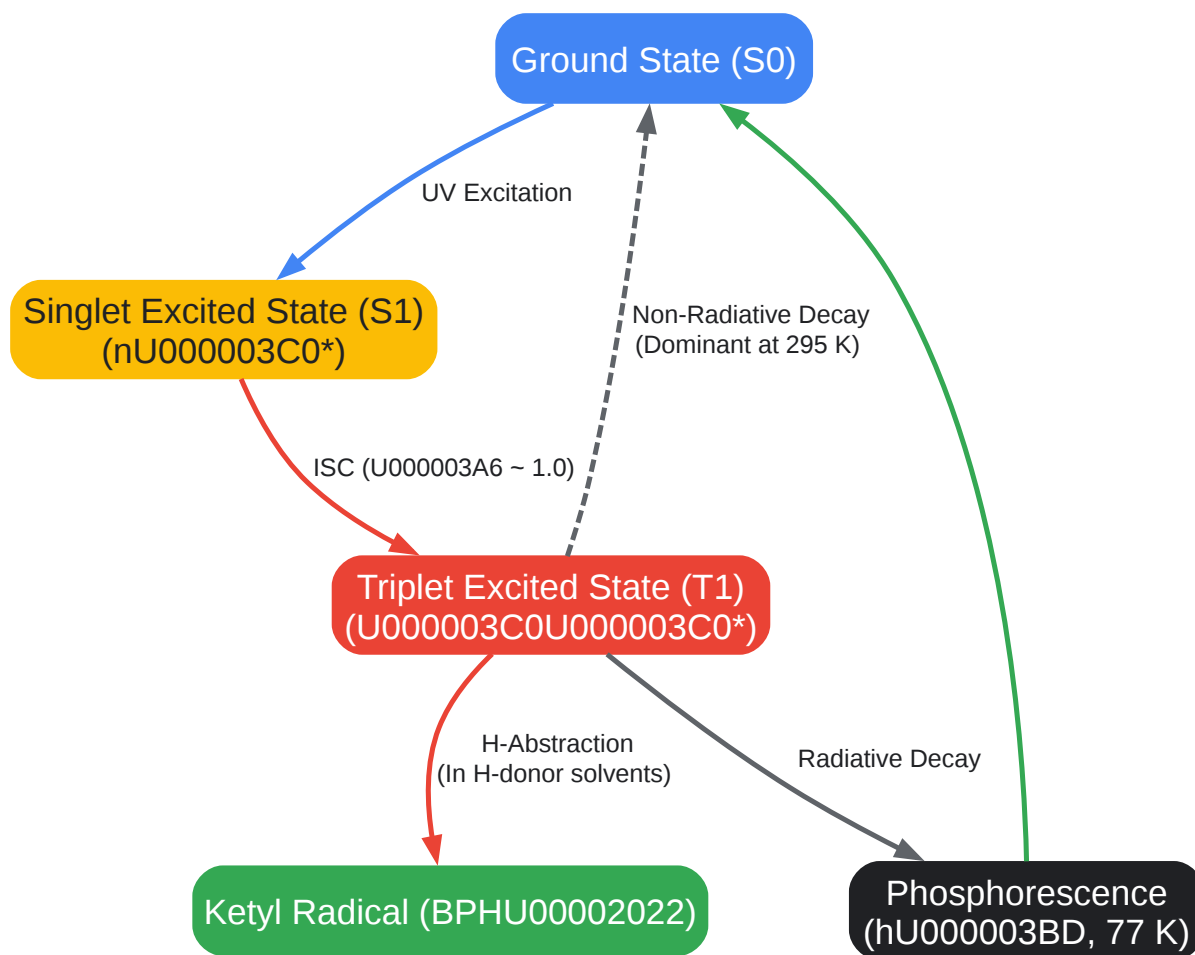 Ground State (S0)
UV Excitation
Singlet Excited State (S1)
(nU000003C0*)
Non-Radiative Decay
(Dominant at 295 K)
ISC (U000003A6 ~ 1.0)
Triplet Excited State (T1)
(U000003C0U000003C0*)
H-Abstraction
(In H-donor solvents)
Radiative Decay
Ketyl Radical (BPHU00002022)
Phosphorescence
(hU000003BD, 77 K)